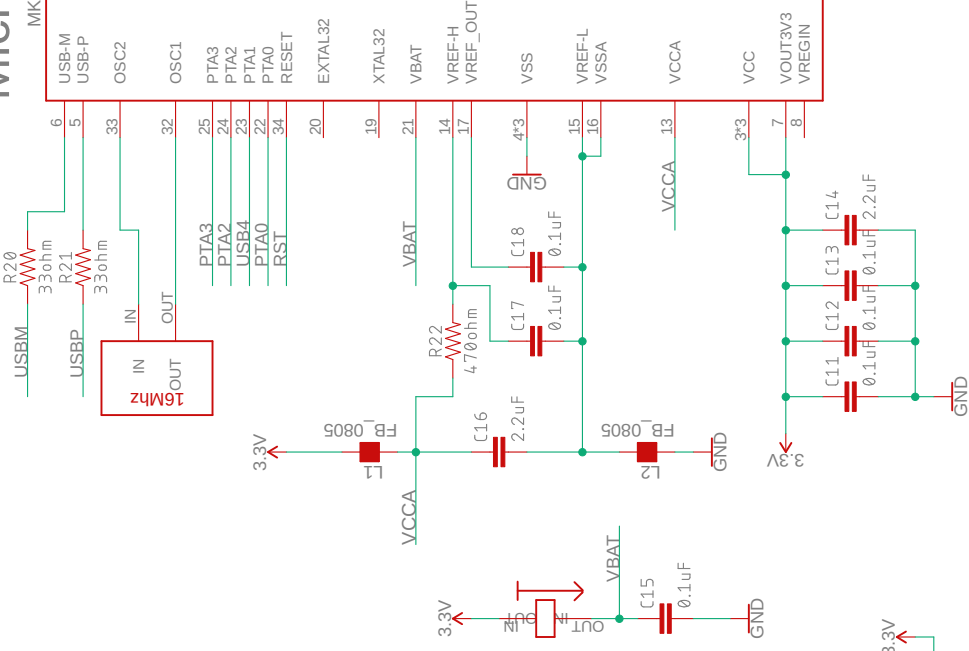 MK
USB-M
USB-P
OSC2
OSC1
PTA3
PTA2
PTA1
PTA0
RESET
EXTAL32
XTAL32
VBAT
VREF-H
VREF_OUT
VSS
VREF-L
VSSA
VCCA
VCC
VOUT3V3
VREGIN
6
5
33
32
25
24
23
22
34
20
19
21
14
17
4*3
15
16
13
3*3
7
8
GND
VCCA
PTA3
PTA2
USB4
PTA0
RST
VBAT
R20
33ohm
R21
33ohm
C18
0.1uF
C17
0.1uF
C14
2.2uF
C13
0.1uF
C12
0.1uF
C11
0.1uF
GND
3.3V
USBM
USBP
IN
OUT
IN
OUT
16Mhz
R22
470ohm
3.3V
FB_0805
L1
C16
2.2uF
FB_0805
L2
GND
VCCA
VBAT
3.3V
IN
OUT
IN
OUT
C15
0.1uF
GND
3.3V